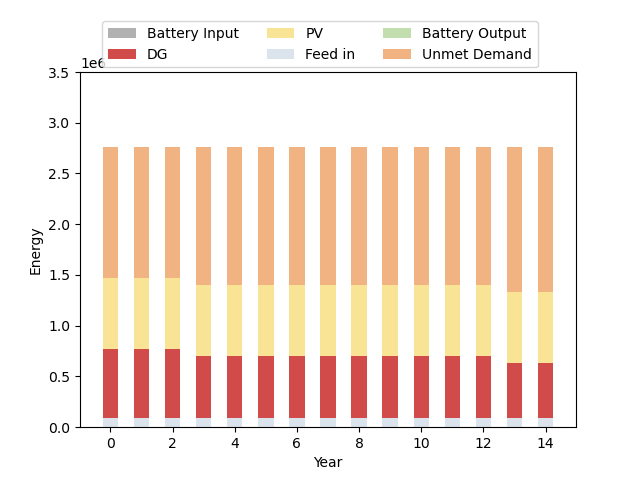 Battery Input PV Battery Output
DG Feed in Unmet Demand
1e6
3.5
3.0
2.5
2.0
1.5
1.0
0.5
0.0
Energy
0 2 4 6 8 10 12 14
Year